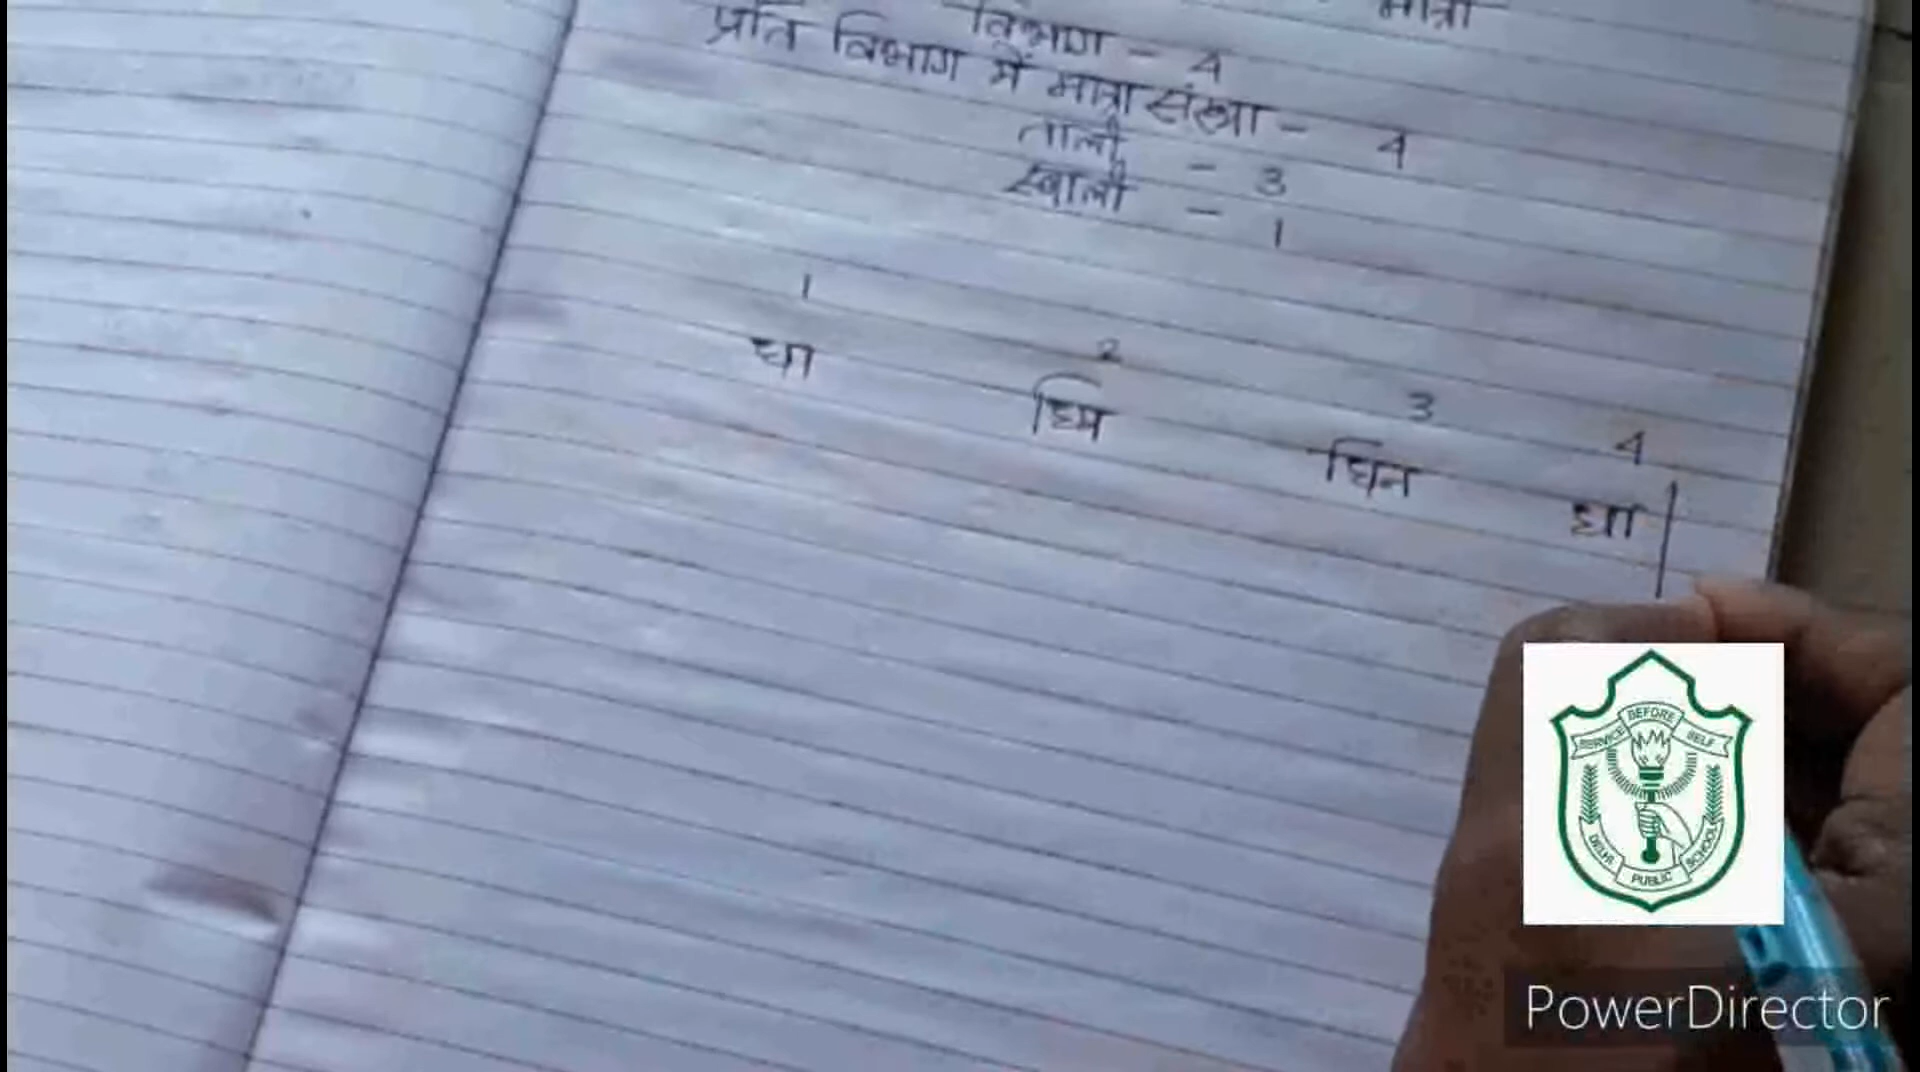 मात्रा
विभाग - 4
प्रति विभाग में मात्रा संख्या - 4
ताली - 3
खाली - 1
1 2 3 4
धा धिन धिन धा |
SERVICE BEFORE SELF
DELHI PUBLIC SCHOOL
PowerDirector